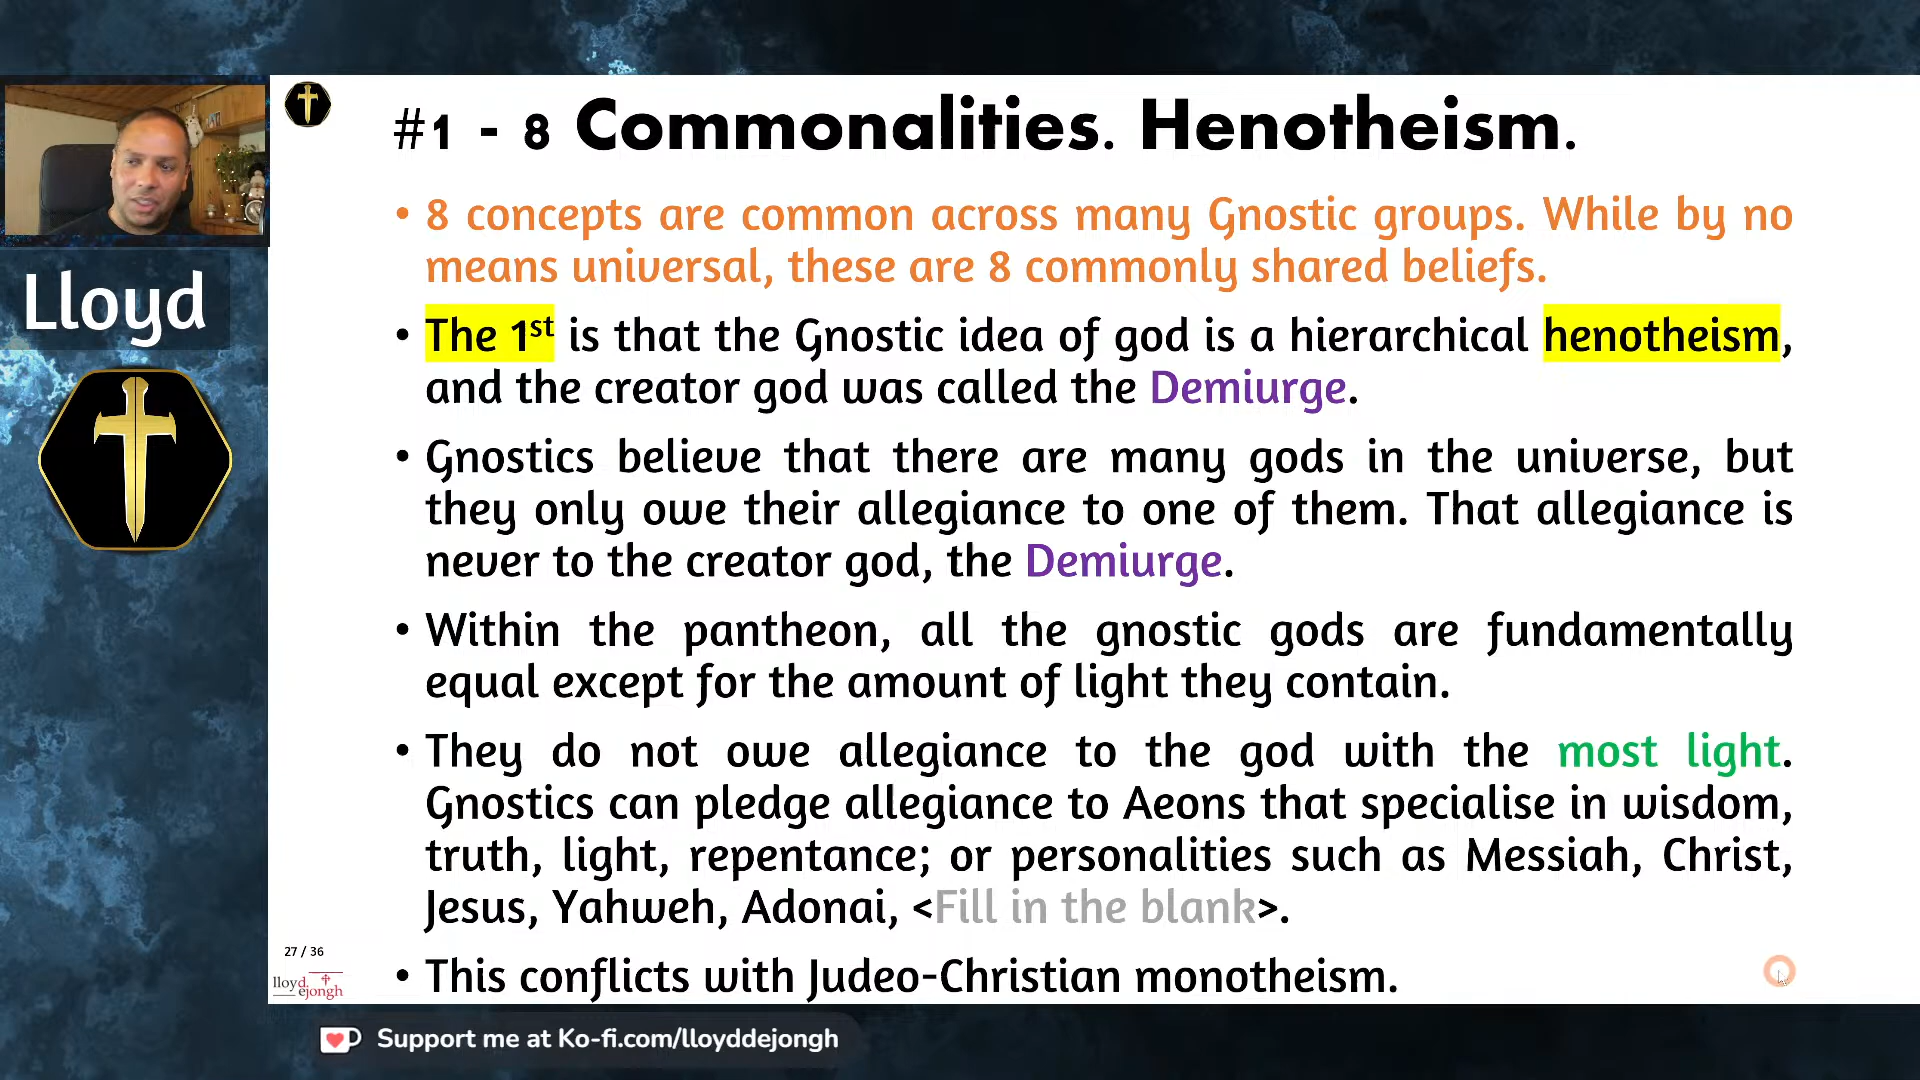 #1 - 8 Commonalities. Henotheism.
• 8 concepts are common across many Gnostic groups. While by no
means universal, these are 8 commonly shared beliefs.
• The 1st is that the Gnostic idea of god is a hierarchical henotheism,
and the creator god was called the Demiurge.
• Gnostics believe that there are many gods in the universe, but
they only owe their allegiance to one of them. That allegiance is
never to the creator god, the Demiurge.
• Within the pantheon, all the gnostic gods are fundamentally
equal except for the amount of light they contain.
• They do not owe allegiance to the god with the most light.
Gnostics can pledge allegiance to Aeons that specialise in wisdom,
truth, light, repentance; or personalities such as Messiah, Christ,
Jesus, Yahweh, Adonai, <Fill in the blank>.
• This conflicts with Judeo-Christian monotheism.
Lloyd
27 / 36
lloyd
ejongh
Support me at Ko-fi.com/lloyddejongh